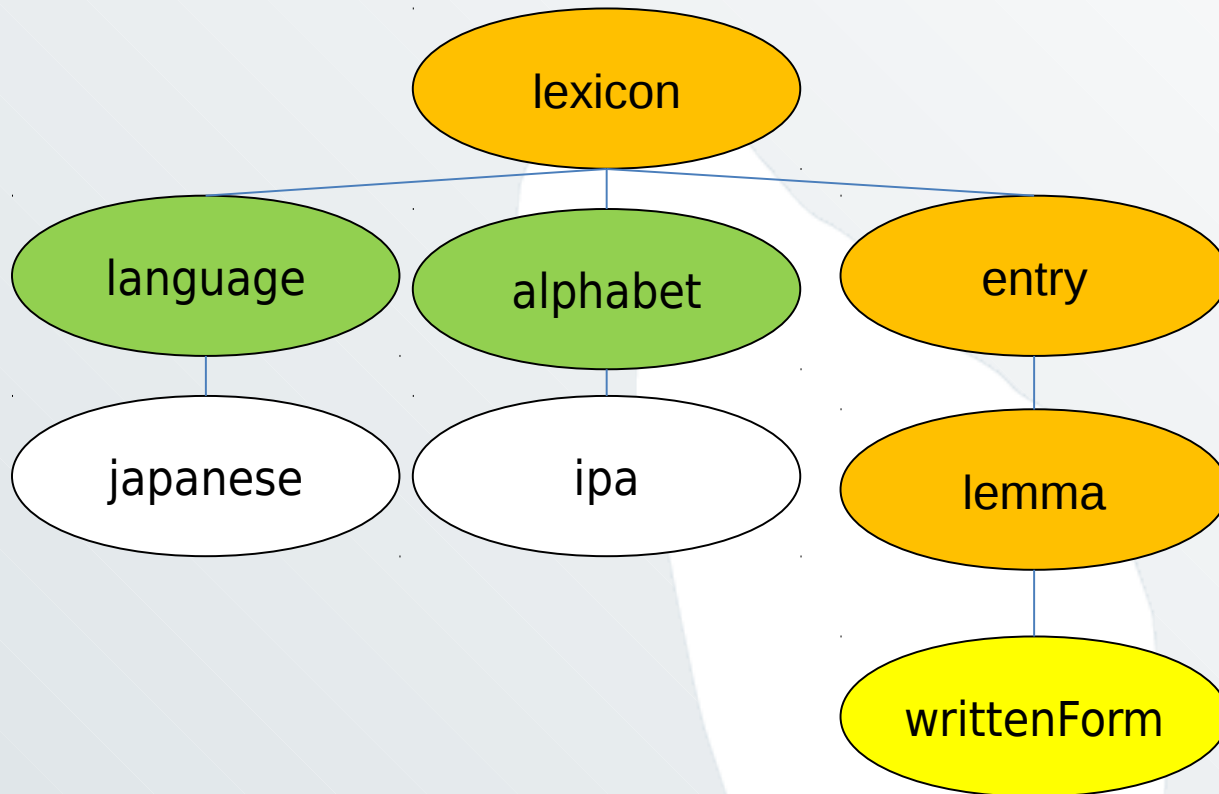 lexicon
language
alphabet
entry
japanese
ipa
lemma
writtenForm